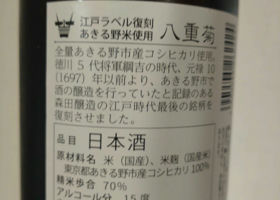 江戸ラベル復刻
あきる野米使用 八重菊
全量あきる野市産コシヒカリ使用。
徳川5代将軍綱吉の時代、元禄10
(1697) 年以前より、あきる野市で
酒の醸造を行っていたと記録のある
森田醸造の江戸時代最後の銘柄を
復刻させました。
品目 日本酒
原材料名 米(国産)、米麹(国産米)
東京都あきる野市産コシヒカリ100%
精米歩合 70%
アルコール分 15度